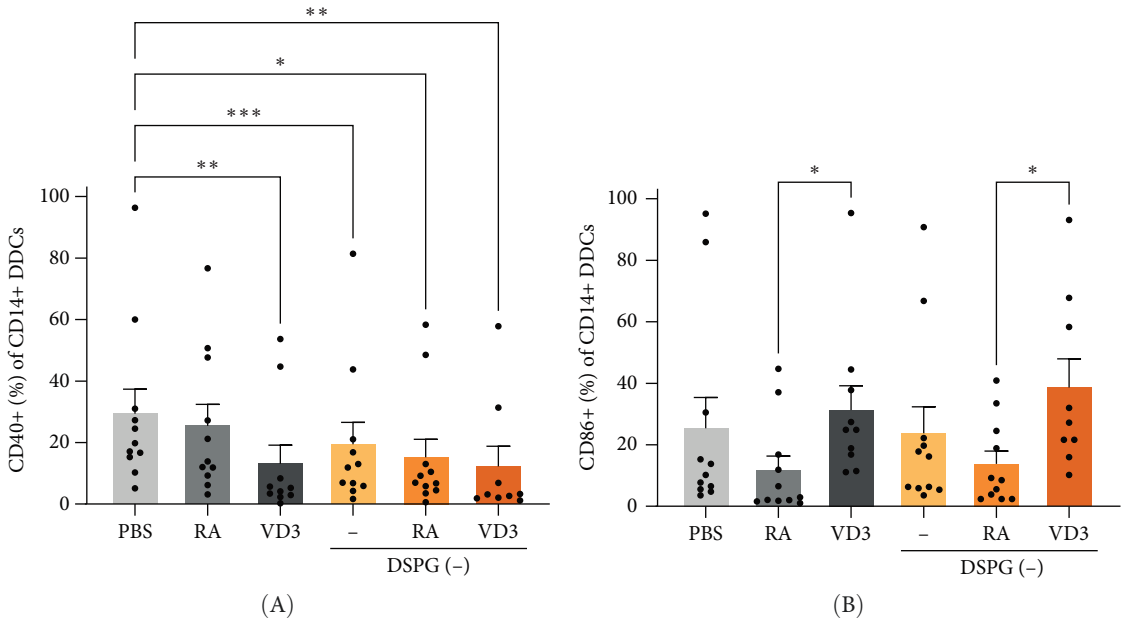 **
*
***
**
CD40+ (%) of CD14+ DDCs
100
80
60
40
20
0
PBS RA VD3 – RA VD3
DSPG (–)
(A)
* *
CD86+ (%) of CD14+ DDCs
100
80
60
40
20
0
PBS RA VD3 – RA VD3
DSPG (–)
(B)